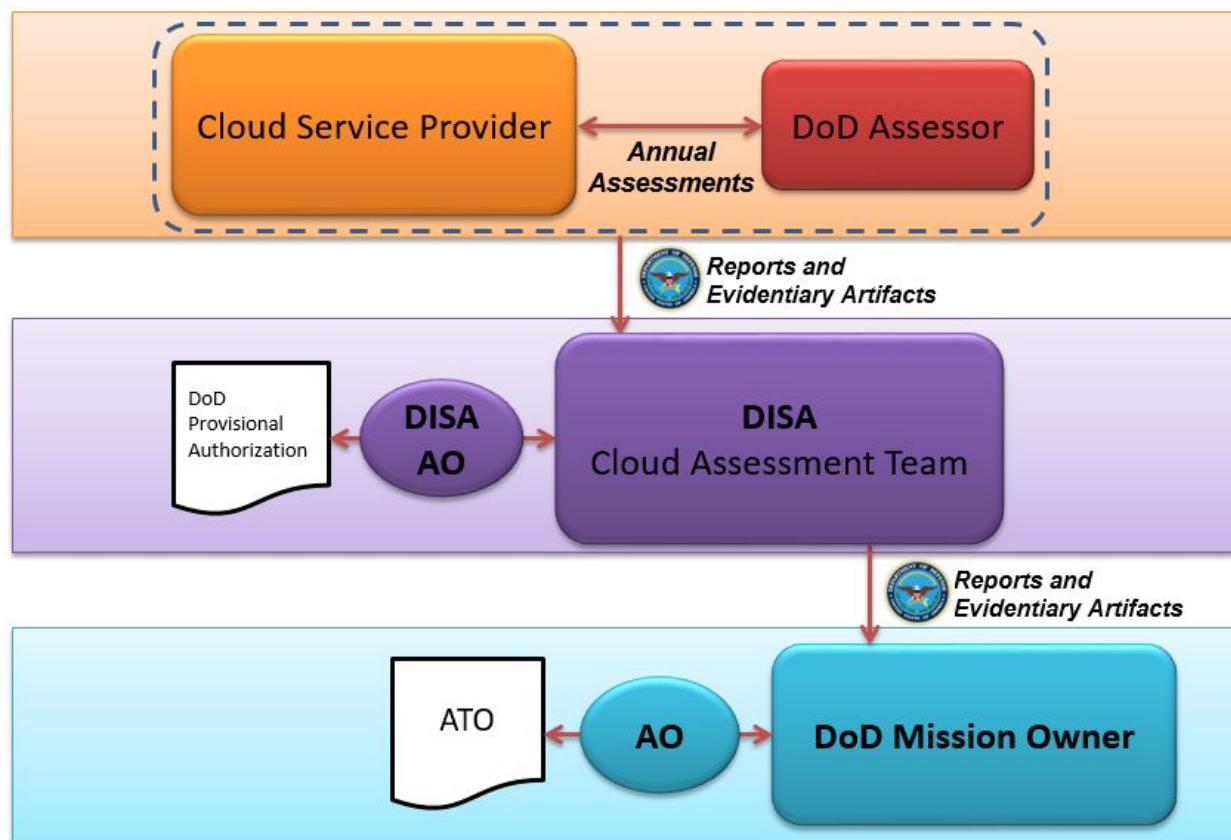 Cloud Service Provider
DoD Assessor
Annual
Assessments
Reports and
Evidentiary Artifacts
DoD
Provisional
Authorization
DISA
AO
DISA
Cloud Assessment Team
Reports and
Evidentiary Artifacts
ATO
AO
DoD Mission Owner